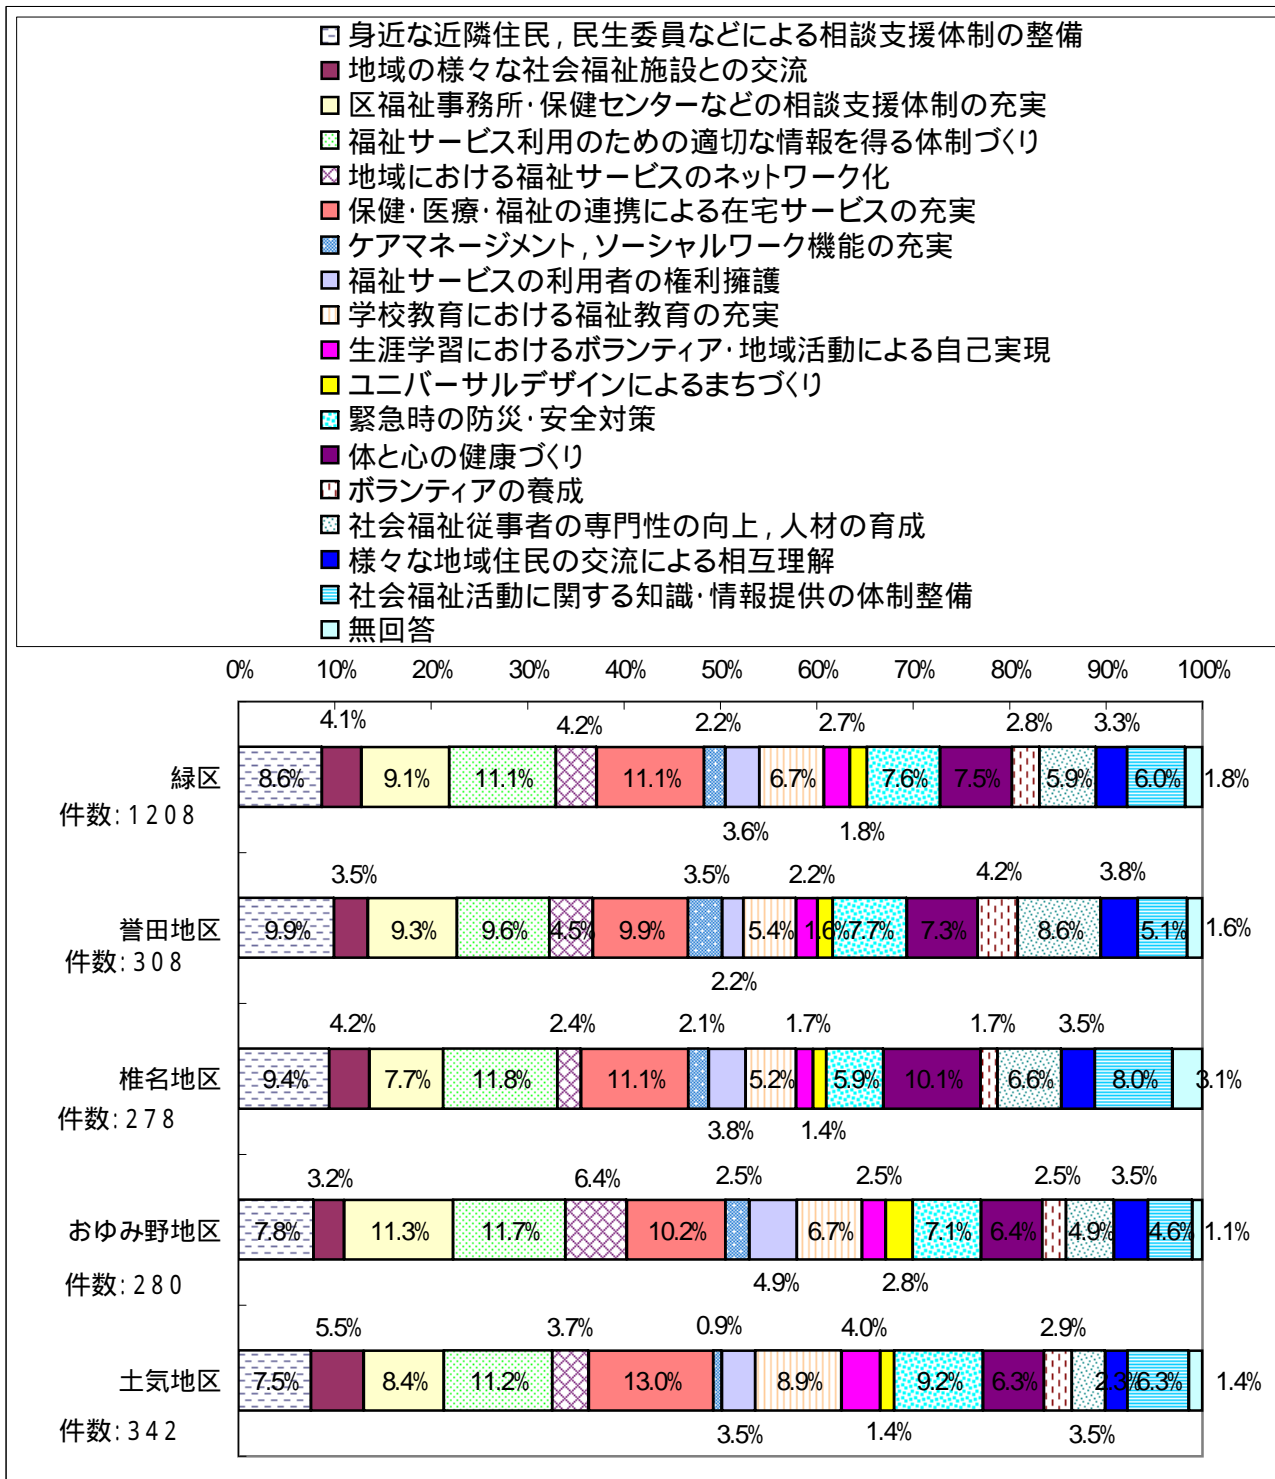 身近な近隣住民,民生委員などによる相談支援体制の整備
地域の様々な社会福祉施設との交流
区福祉事務所・保健センターなどの相談支援体制の充実
福祉サービス利用のための適切な情報を得る体制づくり
地域における福祉サービスのネットワーク化
保健・医療・福祉の連携による在宅サービスの充実
ケアマネージメント,ソーシャルワーク機能の充実
福祉サービスの利用者の権利擁護
学校教育における福祉教育の充実
生涯学習におけるボランティア・地域活動による自己実現
ユニバーサルデザインによるまちづくり
緊急時の防災・安全対策
体と心の健康づくり
ボランティアの養成
社会福祉従事者の専門性の向上,人材の育成
様々な地域住民の交流による相互理解
社会福祉活動に関する知識・情報提供の体制整備
無回答
0% 10% 20% 30% 40% 50% 60% 70% 80% 90% 100%
4.1% 4.2% 2.2% 2.7% 2.8% 3.3%
緑区 8.6% 9.1% 11.1% 11.1% 6.7% 7.6% 7.5% 5.9% 6.0% 1.8%
件数:1208
3.6% 1.8%
3.5% 3.5% 2.2% 4.2% 3.8%
誉田地区 9.9% 9.3% 9.6% 4.5% 9.9% 5.4% 1.6% 7.7% 7.3% 8.6% 5.1% 1.6%
件数:308
2.2%
4.2% 2.4% 2.1% 1.7% 1.7% 3.5%
椎名地区 9.4% 7.7% 11.8% 11.1% 5.2% 5.9% 10.1% 6.6% 8.0% 3.1%
件数:278
3.8% 1.4%
3.2% 6.4% 2.5% 2.5% 2.5% 3.5%
おゆみ野地区 7.8% 11.3% 11.7% 10.2% 6.7% 7.1% 6.4% 4.9% 4.6% 1.1%
件数:280
4.9% 2.8%
5.5% 3.7% 0.9% 4.0% 2.9%
土気地区 7.5% 8.4% 11.2% 13.0% 8.9% 9.2% 6.3% 2.3% 6.3% 1.4%
件数:342
3.5% 1.4% 3.5%